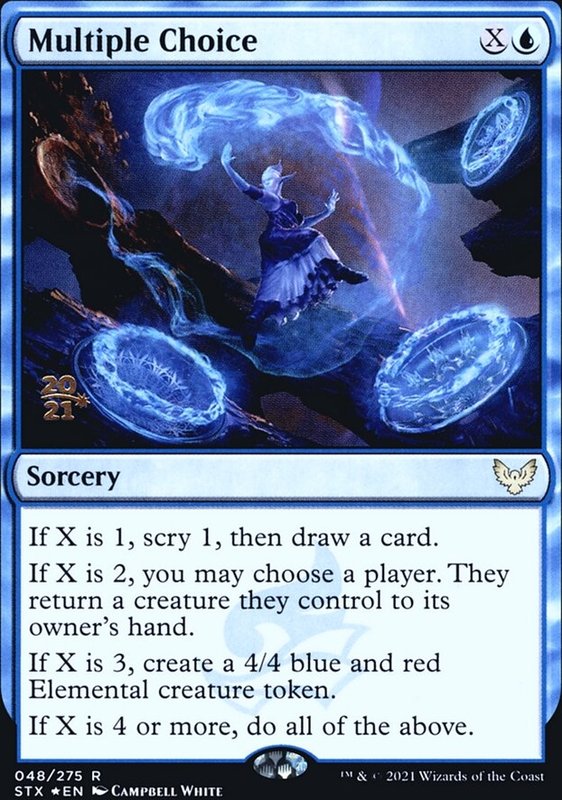 Multiple Choice X
20
21
Sorcery
If X is 1, scry 1, then draw a card.
If X is 2, you may choose a player. They
return a creature they control to its
owner's hand.
If X is 3, create a 4/4 blue and red
Elemental creature token.
If X is 4 or more, do all of the above.
048/275 R
STX ★ EN Campbell White
™ & © 2021 Wizards of the Coast